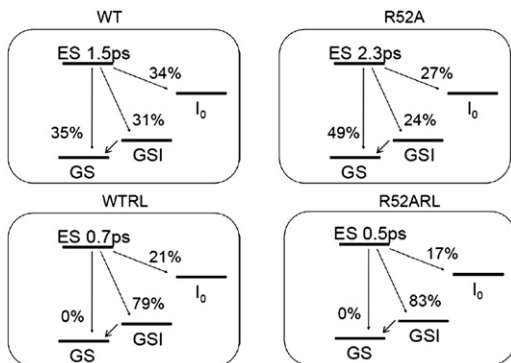 WT
ES 1.5ps
34%
I₀
31%
35%
GSI
GS
R52A
ES 2.3ps
27%
I₀
24%
49%
GSI
GS
WTRL
ES 0.7ps
21%
I₀
79%
0%
GSI
GS
R52ARL
ES 0.5ps
17%
I₀
83%
0%
GSI
GS